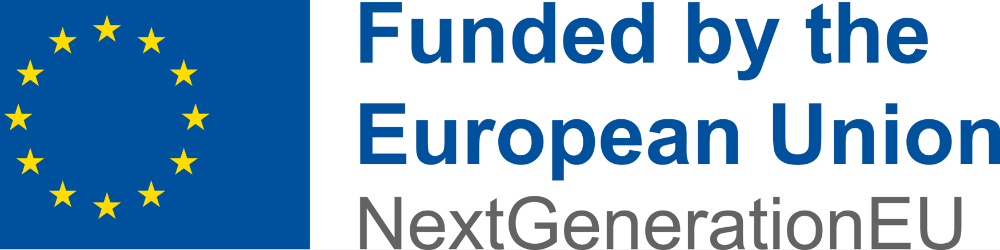 Funded by the
European Union
NextGenerationEU